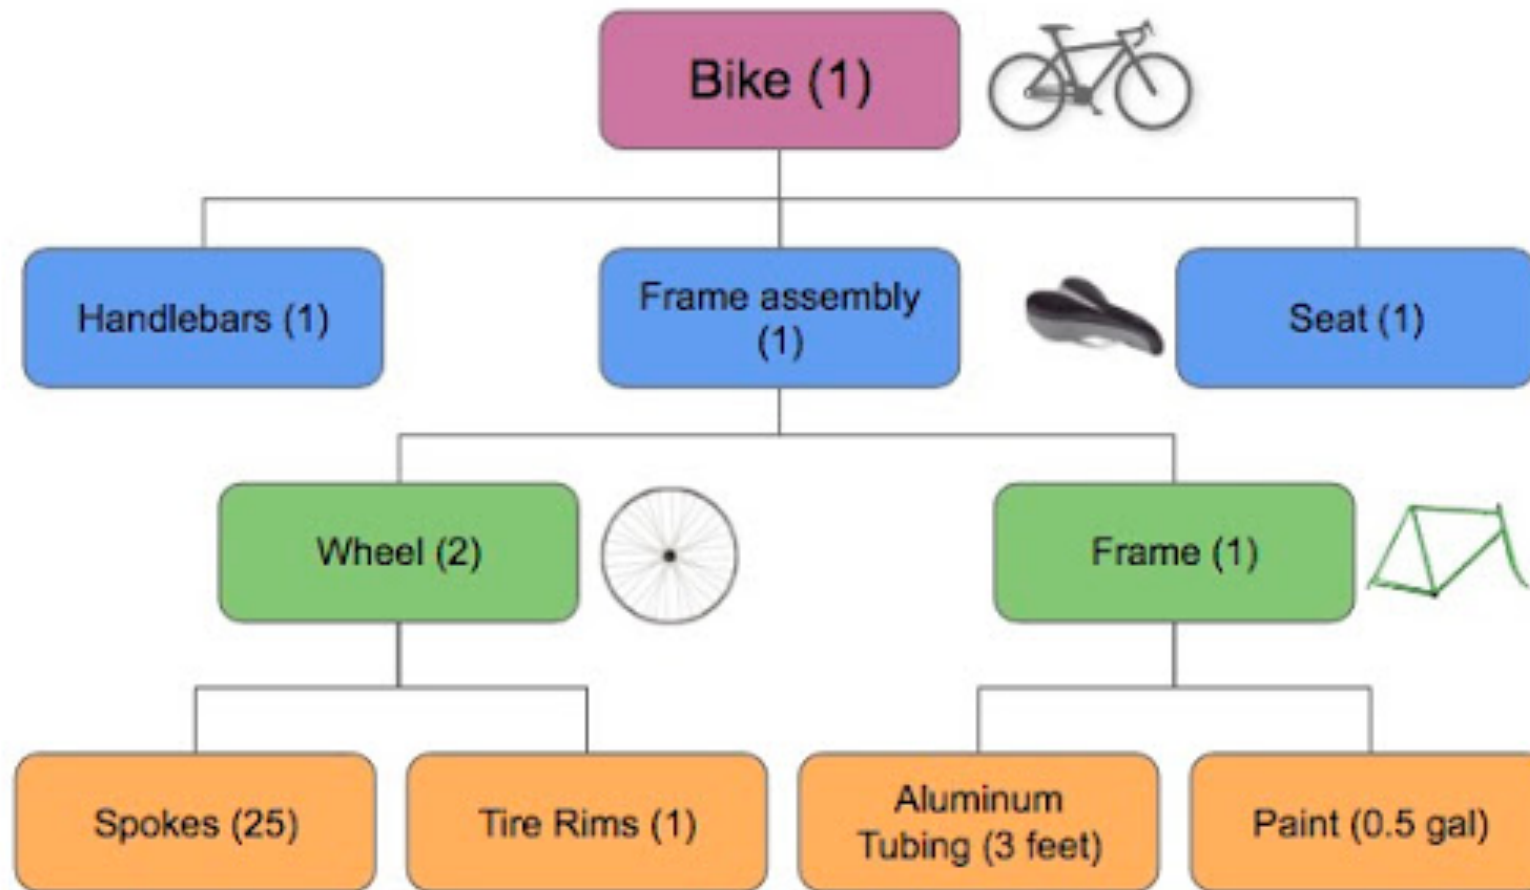 Bike (1)
Handlebars (1)
Frame assembly
(1)
Seat (1)
Wheel (2)
Frame (1)
Spokes (25)
Tire Rims (1)
Aluminum
Tubing (3 feet)
Paint (0.5 gal)